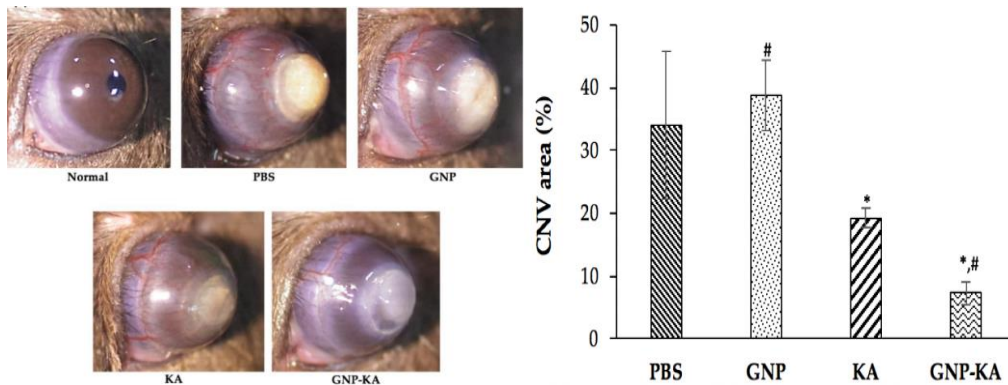 Normal
PBS
GNP
KA
GNP-KA
CNV area (%)
50
40
30
20
10
0
#
*
*,#
PBS
GNP
KA
GNP-KA